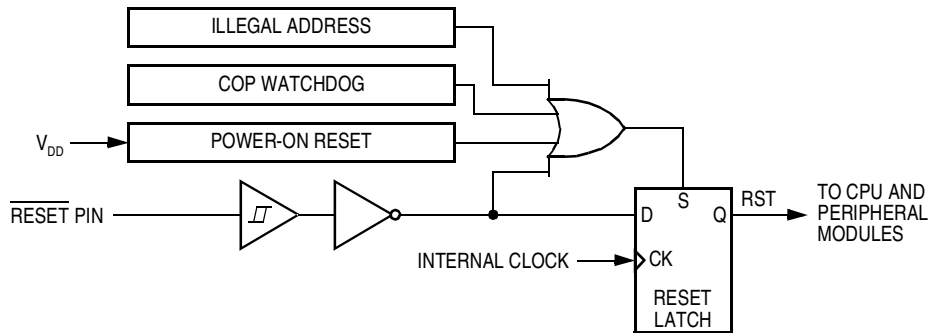 ILLEGAL ADDRESS
COP WATCHDOG
V_DD
POWER-ON RESET
RESET PIN
D
S
Q
RST
TO CPU AND
PERIPHERAL
MODULES
INTERNAL CLOCK
CK
RESET
LATCH